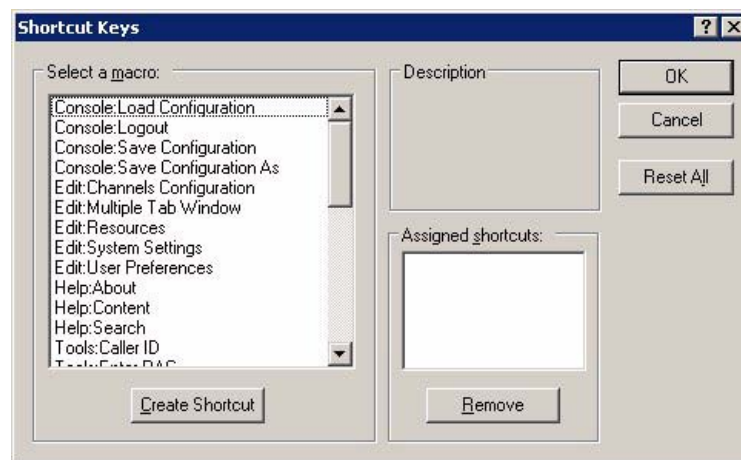 Shortcut Keys
Select a macro:
Console:Load Configuration
Console:Logout
Console:Save Configuration
Console:Save Configuration As
Edit:Channels Configuration
Edit:Multiple Tab Window
Edit:Resources
Edit:System Settings
Edit:User Preferences
Help:About
Help:Content
Help:Search
Tools:Caller ID
Create Shortcut
Description
Assigned shortcuts:
Remove
OK
Cancel
Reset All